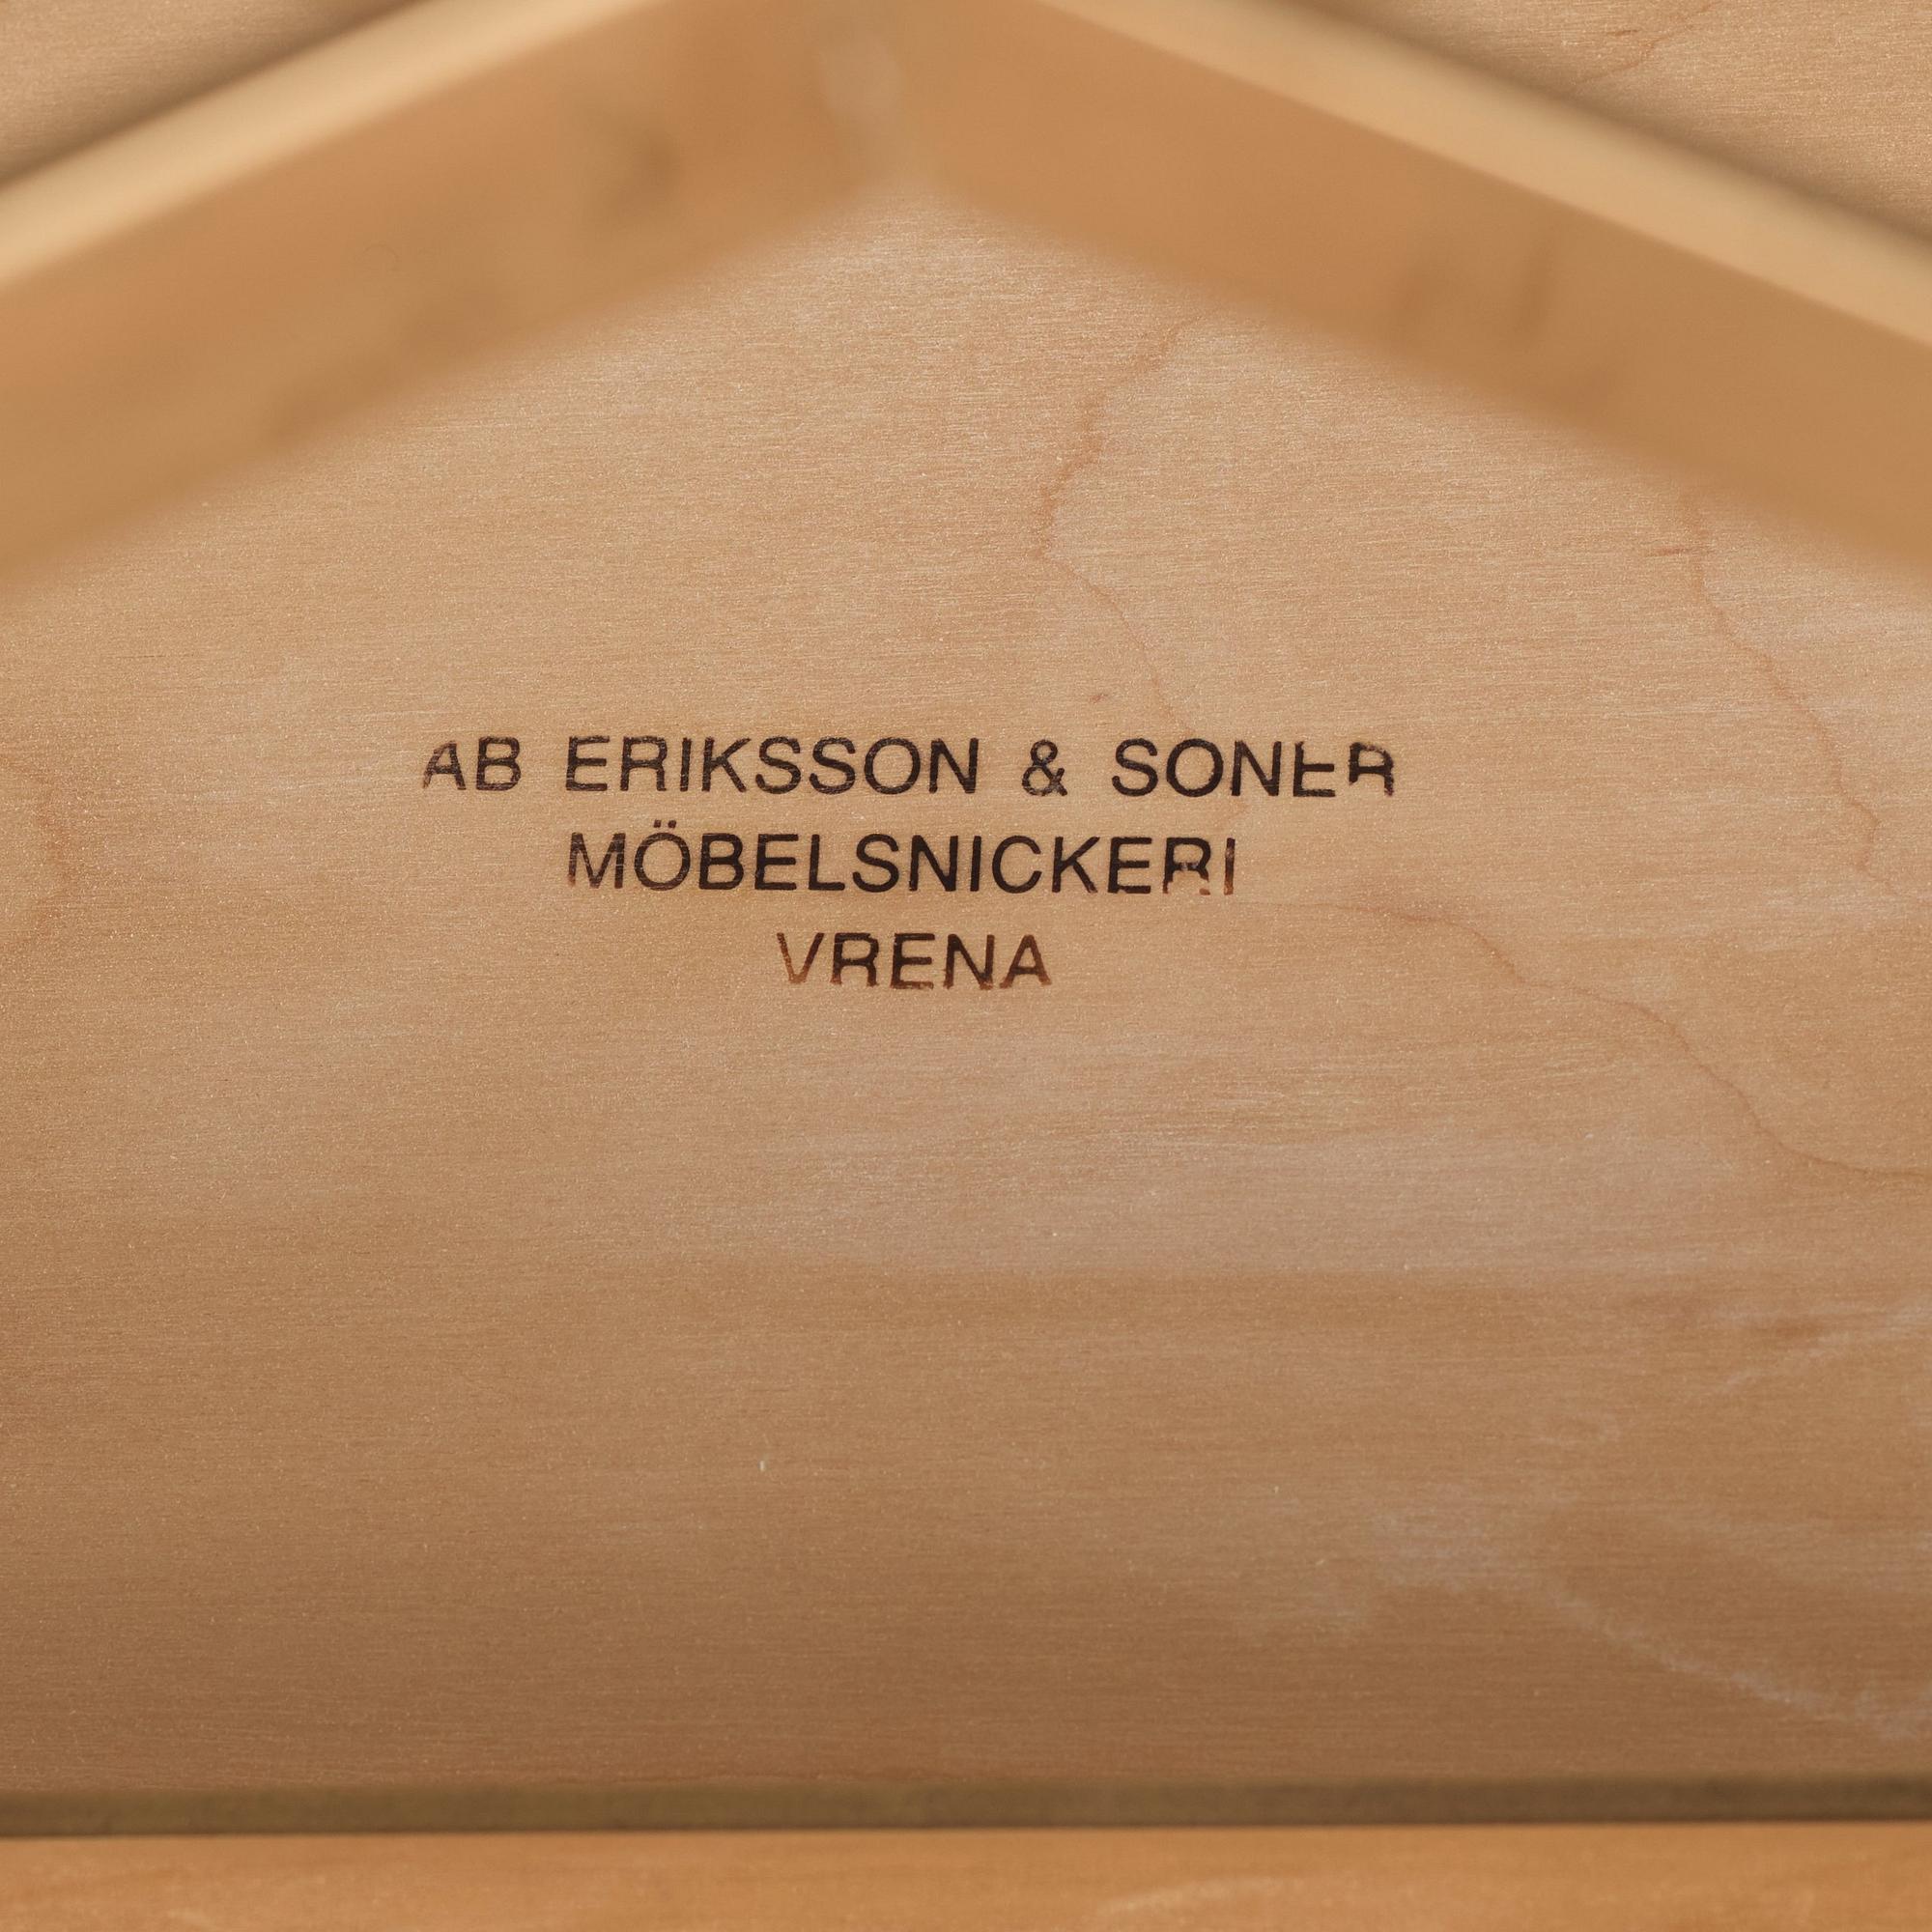 AB ERIKSSON & SONER
MÖBELSNICKERI
VRENA